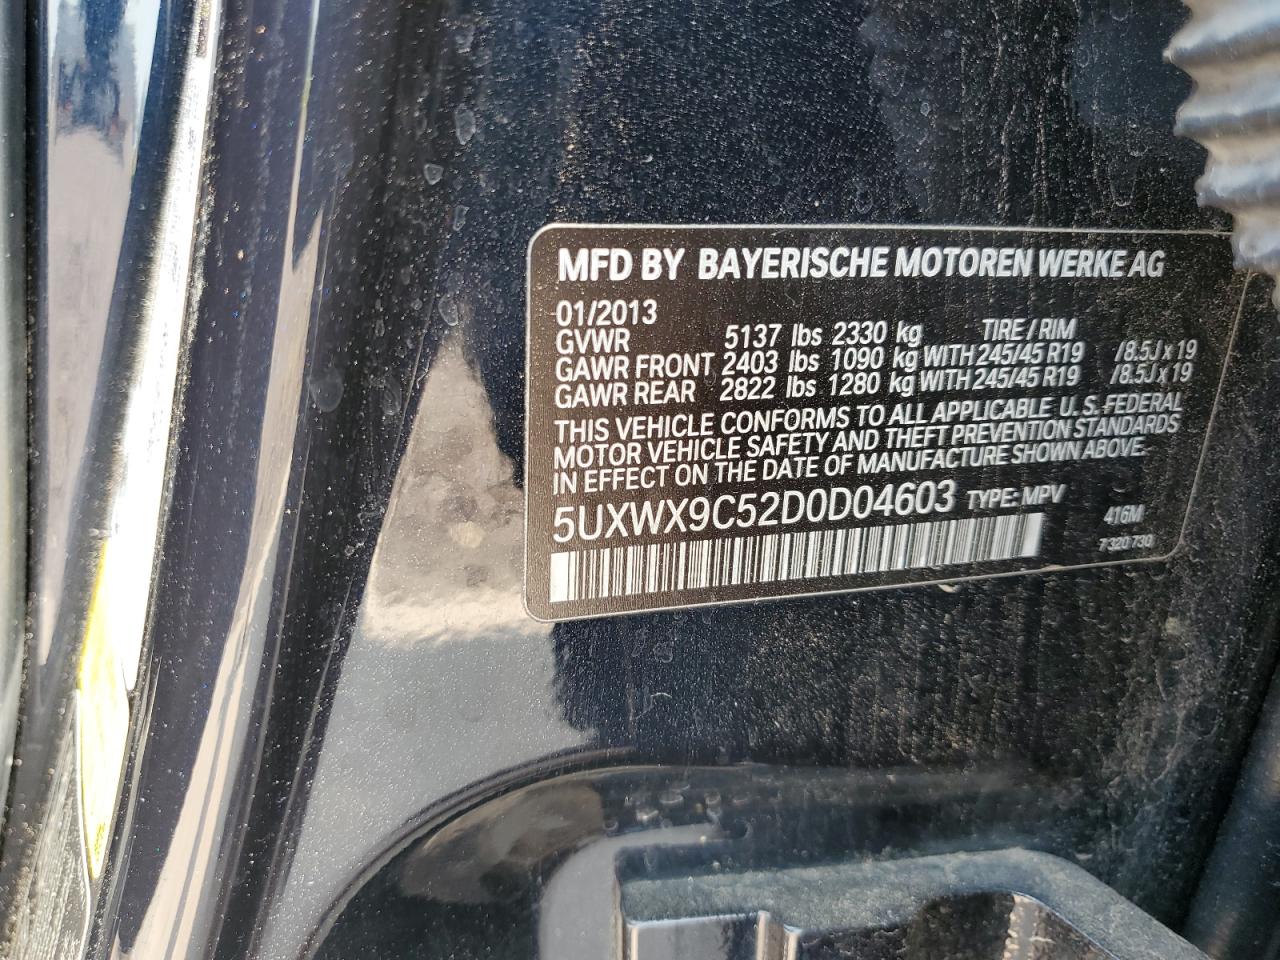 MFD BY BAYERISCHE MOTOREN WERKE AG
01/2013
GVWR 5137 lbs 2330 kg TIRE / RIM
GAWR FRONT 2403 lbs 1090 kg WITH 245/45 R19 /8.5J x 19
GAWR REAR 2822 lbs 1280 kg WITH 245/45 R19 /8.5J x 19
THIS VEHICLE CONFORMS TO ALL APPLICABLE U.S. FEDERAL
MOTOR VEHICLE SAFETY AND THEFT PREVENTION STANDARDS
IN EFFECT ON THE DATE OF MANUFACTURE SHOWN ABOVE.
5UXWX9C52D0D04603 TYPE: MPV
416M
7320730